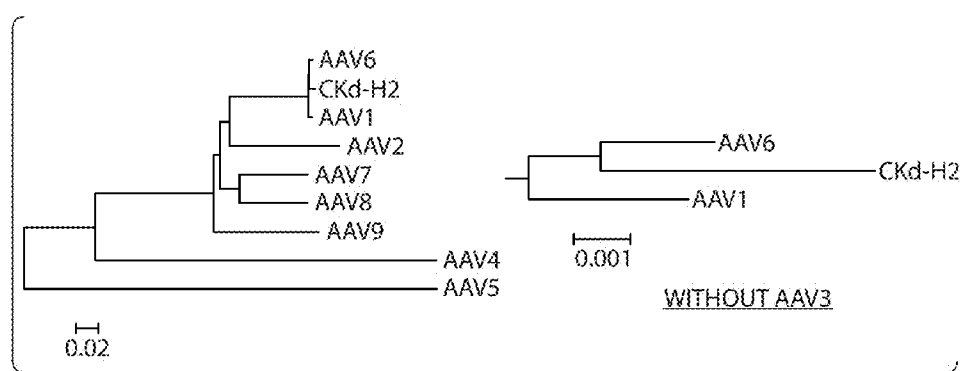 AAV6
CKd-H2
AAV1
AAV2
AAV7
AAV8
AAV9
AAV4
AAV5
0.02
AAV6
CKd-H2
AAV1
0.001
WITHOUT AAV3